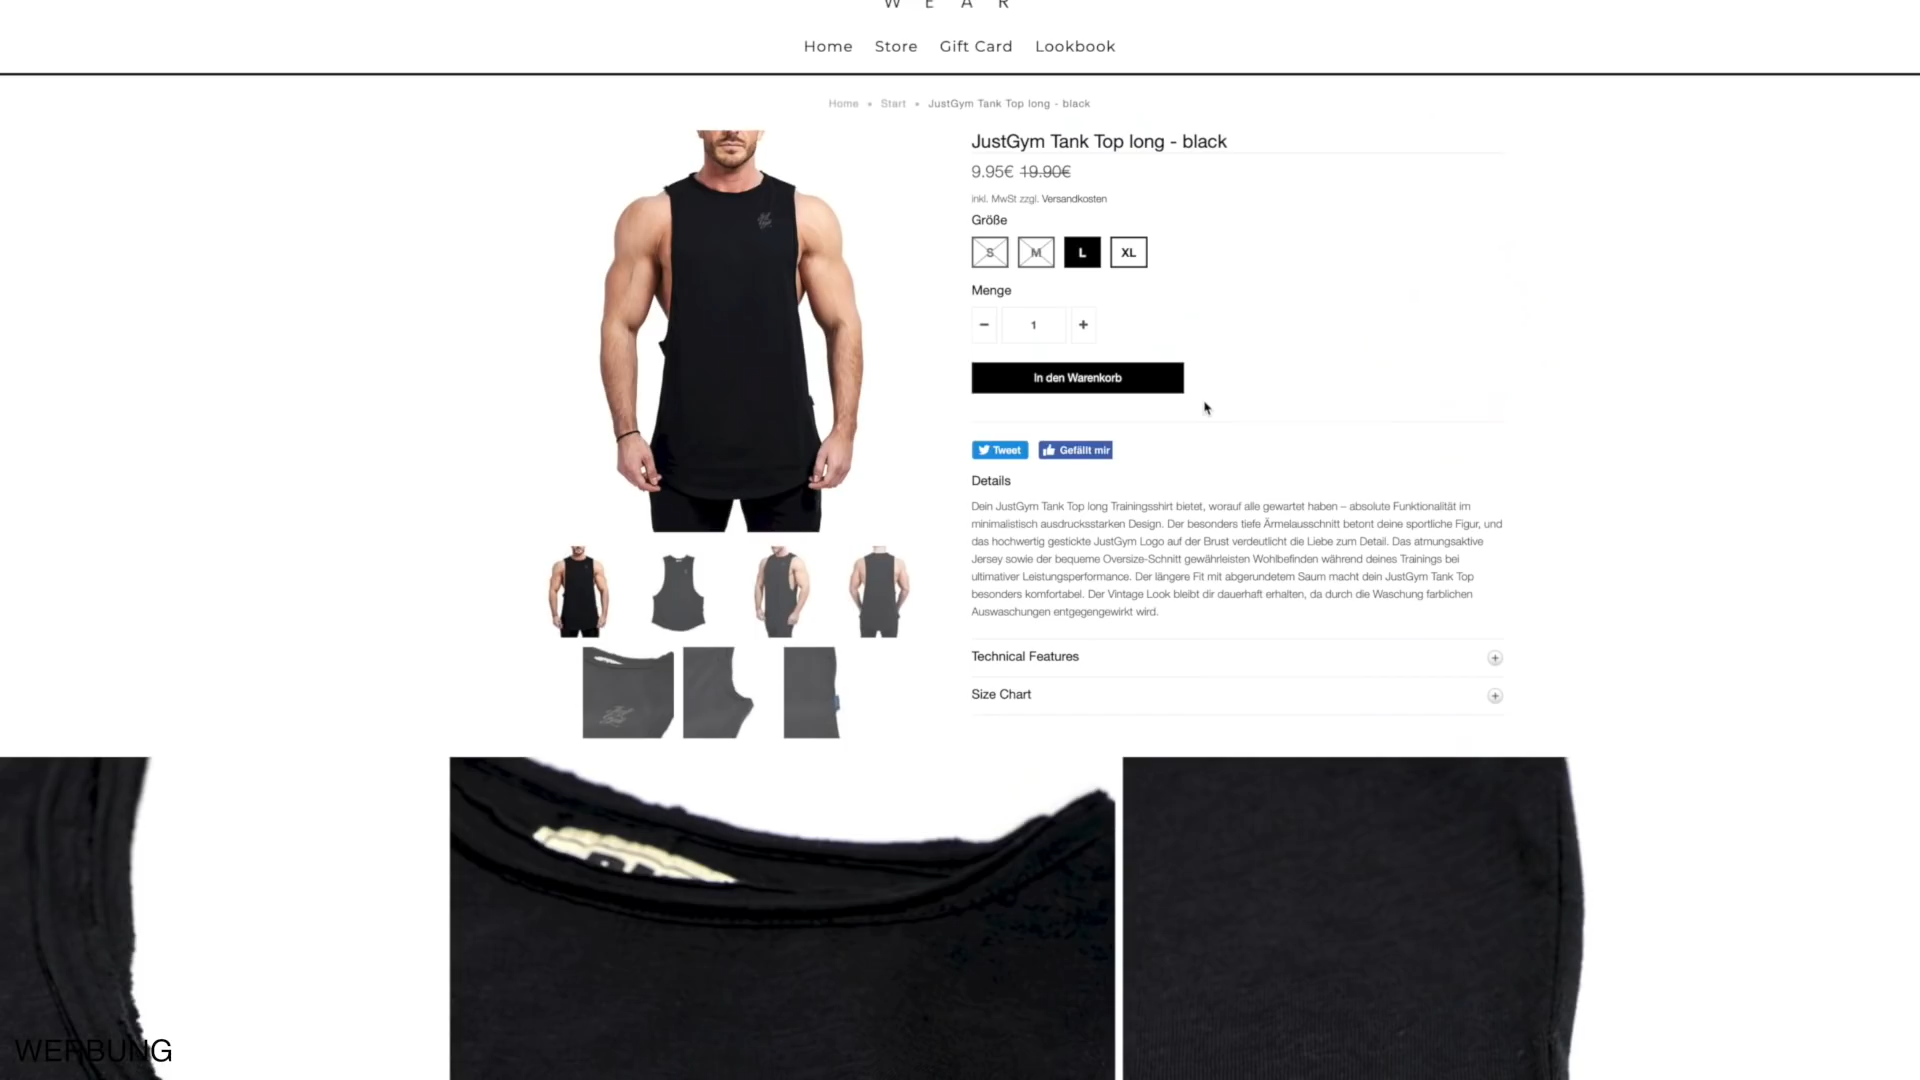 W E A R
Home Store Gift Card Lookbook
Home • Start • JustGym Tank Top long - black
JustGym Tank Top long - black
9.95€ 19.90€
inkl. MwSt zzgl. Versandkosten
Größe
S M L XL
Menge
− 1 +
In den Warenkorb
Tweet Gefällt mir
Details
Dein JustGym Tank Top long Trainingsshirt bietet, worauf alle gewartet haben – absolute Funktionalität im
minimalistisch ausdrucksstarken Design. Der besonders tiefe Ärmelausschnitt betont deine sportliche Figur, und
das hochwertig gestickte JustGym Logo auf der Brust verdeutlicht die Liebe zum Detail. Das atmungsaktive
Jersey sowie der bequeme Oversize-Schnitt gewährleisten Wohlbefinden während deines Trainings bei
ultimativer Leistungsperformance. Der längere Fit mit abgerundetem Saum macht dein JustGym Tank Top
besonders komfortabel. Der Vintage Look bleibt dir dauerhaft erhalten, da durch die Waschung farblichen
Auswaschungen entgegengewirkt wird.
Technical Features
Size Chart
WERBUNG